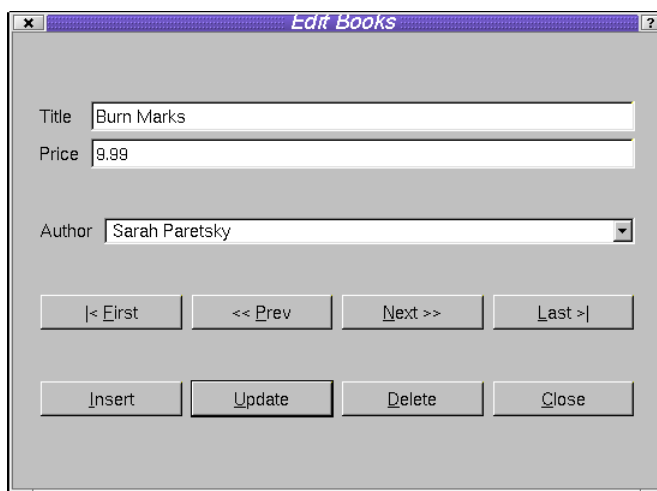 Edit Books
?
Title Burn Marks
Price 9.99
Author Sarah Paretsky
|< First << Prev Next >> Last >|
Insert Update Delete Close